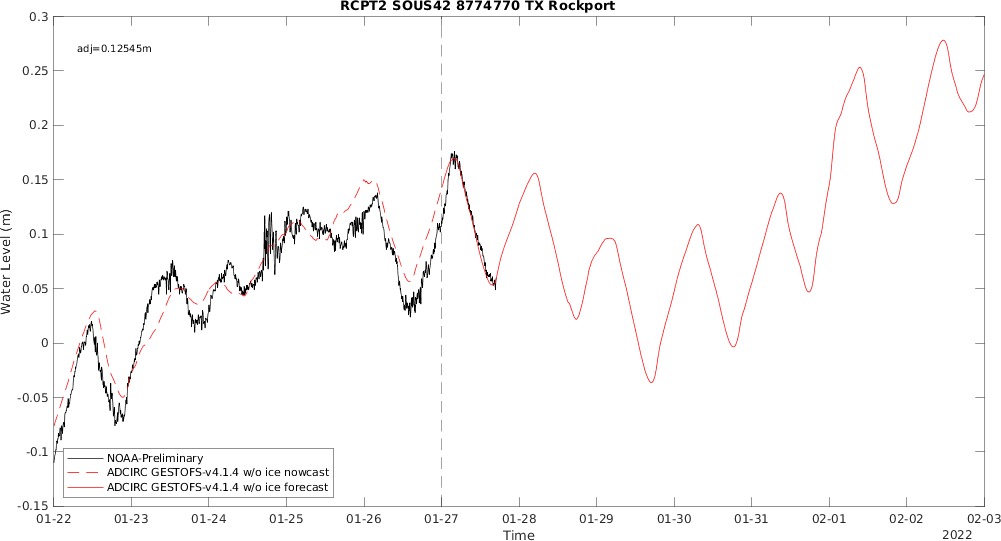 RCPT2 SOUS42 8774770 TX Rockport
adj=0.12545m
0.3
0.25
0.2
0.15
0.1
0.05
0
-0.05
-0.1
-0.15
Water Level (m)
NOAA-Preliminary
ADCIRC GESTOFS-v4.1.4 w/o ice nowcast
ADCIRC GESTOFS-v4.1.4 w/o ice forecast
01-22 01-23 01-24 01-25 01-26 01-27 01-28 01-29 01-30 01-31 02-01 02-02 02-03
Time
2022